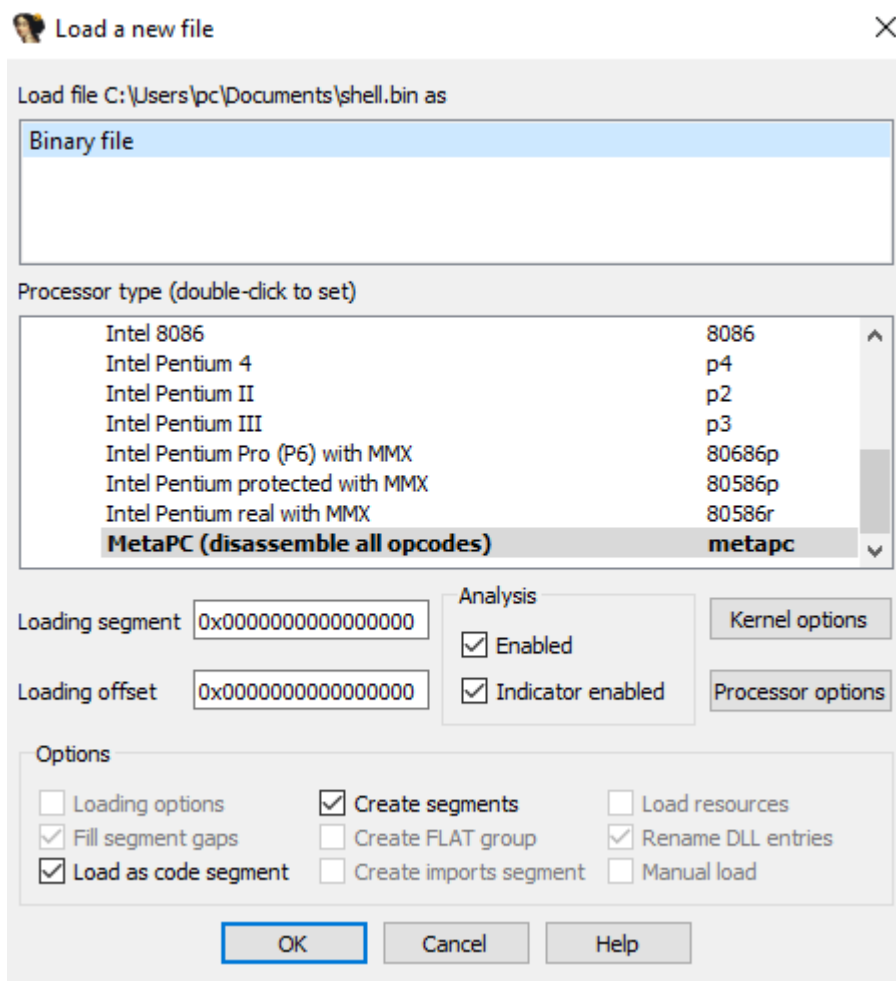 Load a new file
Load file C:\Users\pc\Documents\shell.bin as
Binary file
Processor type (double-click to set)
Intel 8086 8086
Intel Pentium 4 p4
Intel Pentium II p2
Intel Pentium III p3
Intel Pentium Pro (P6) with MMX 80686p
Intel Pentium protected with MMX 80586p
Intel Pentium real with MMX 80586r
MetaPC (disassemble all opcodes) metapc
Loading segment 0x0000000000000000
Loading offset 0x0000000000000000
Analysis
Enabled
Indicator enabled
Kernel options
Processor options
Options
Loading options
Create segments
Load resources
Fill segment gaps
Create FLAT group
Rename DLL entries
Load as code segment
Create imports segment
Manual load
OK
Cancel
Help